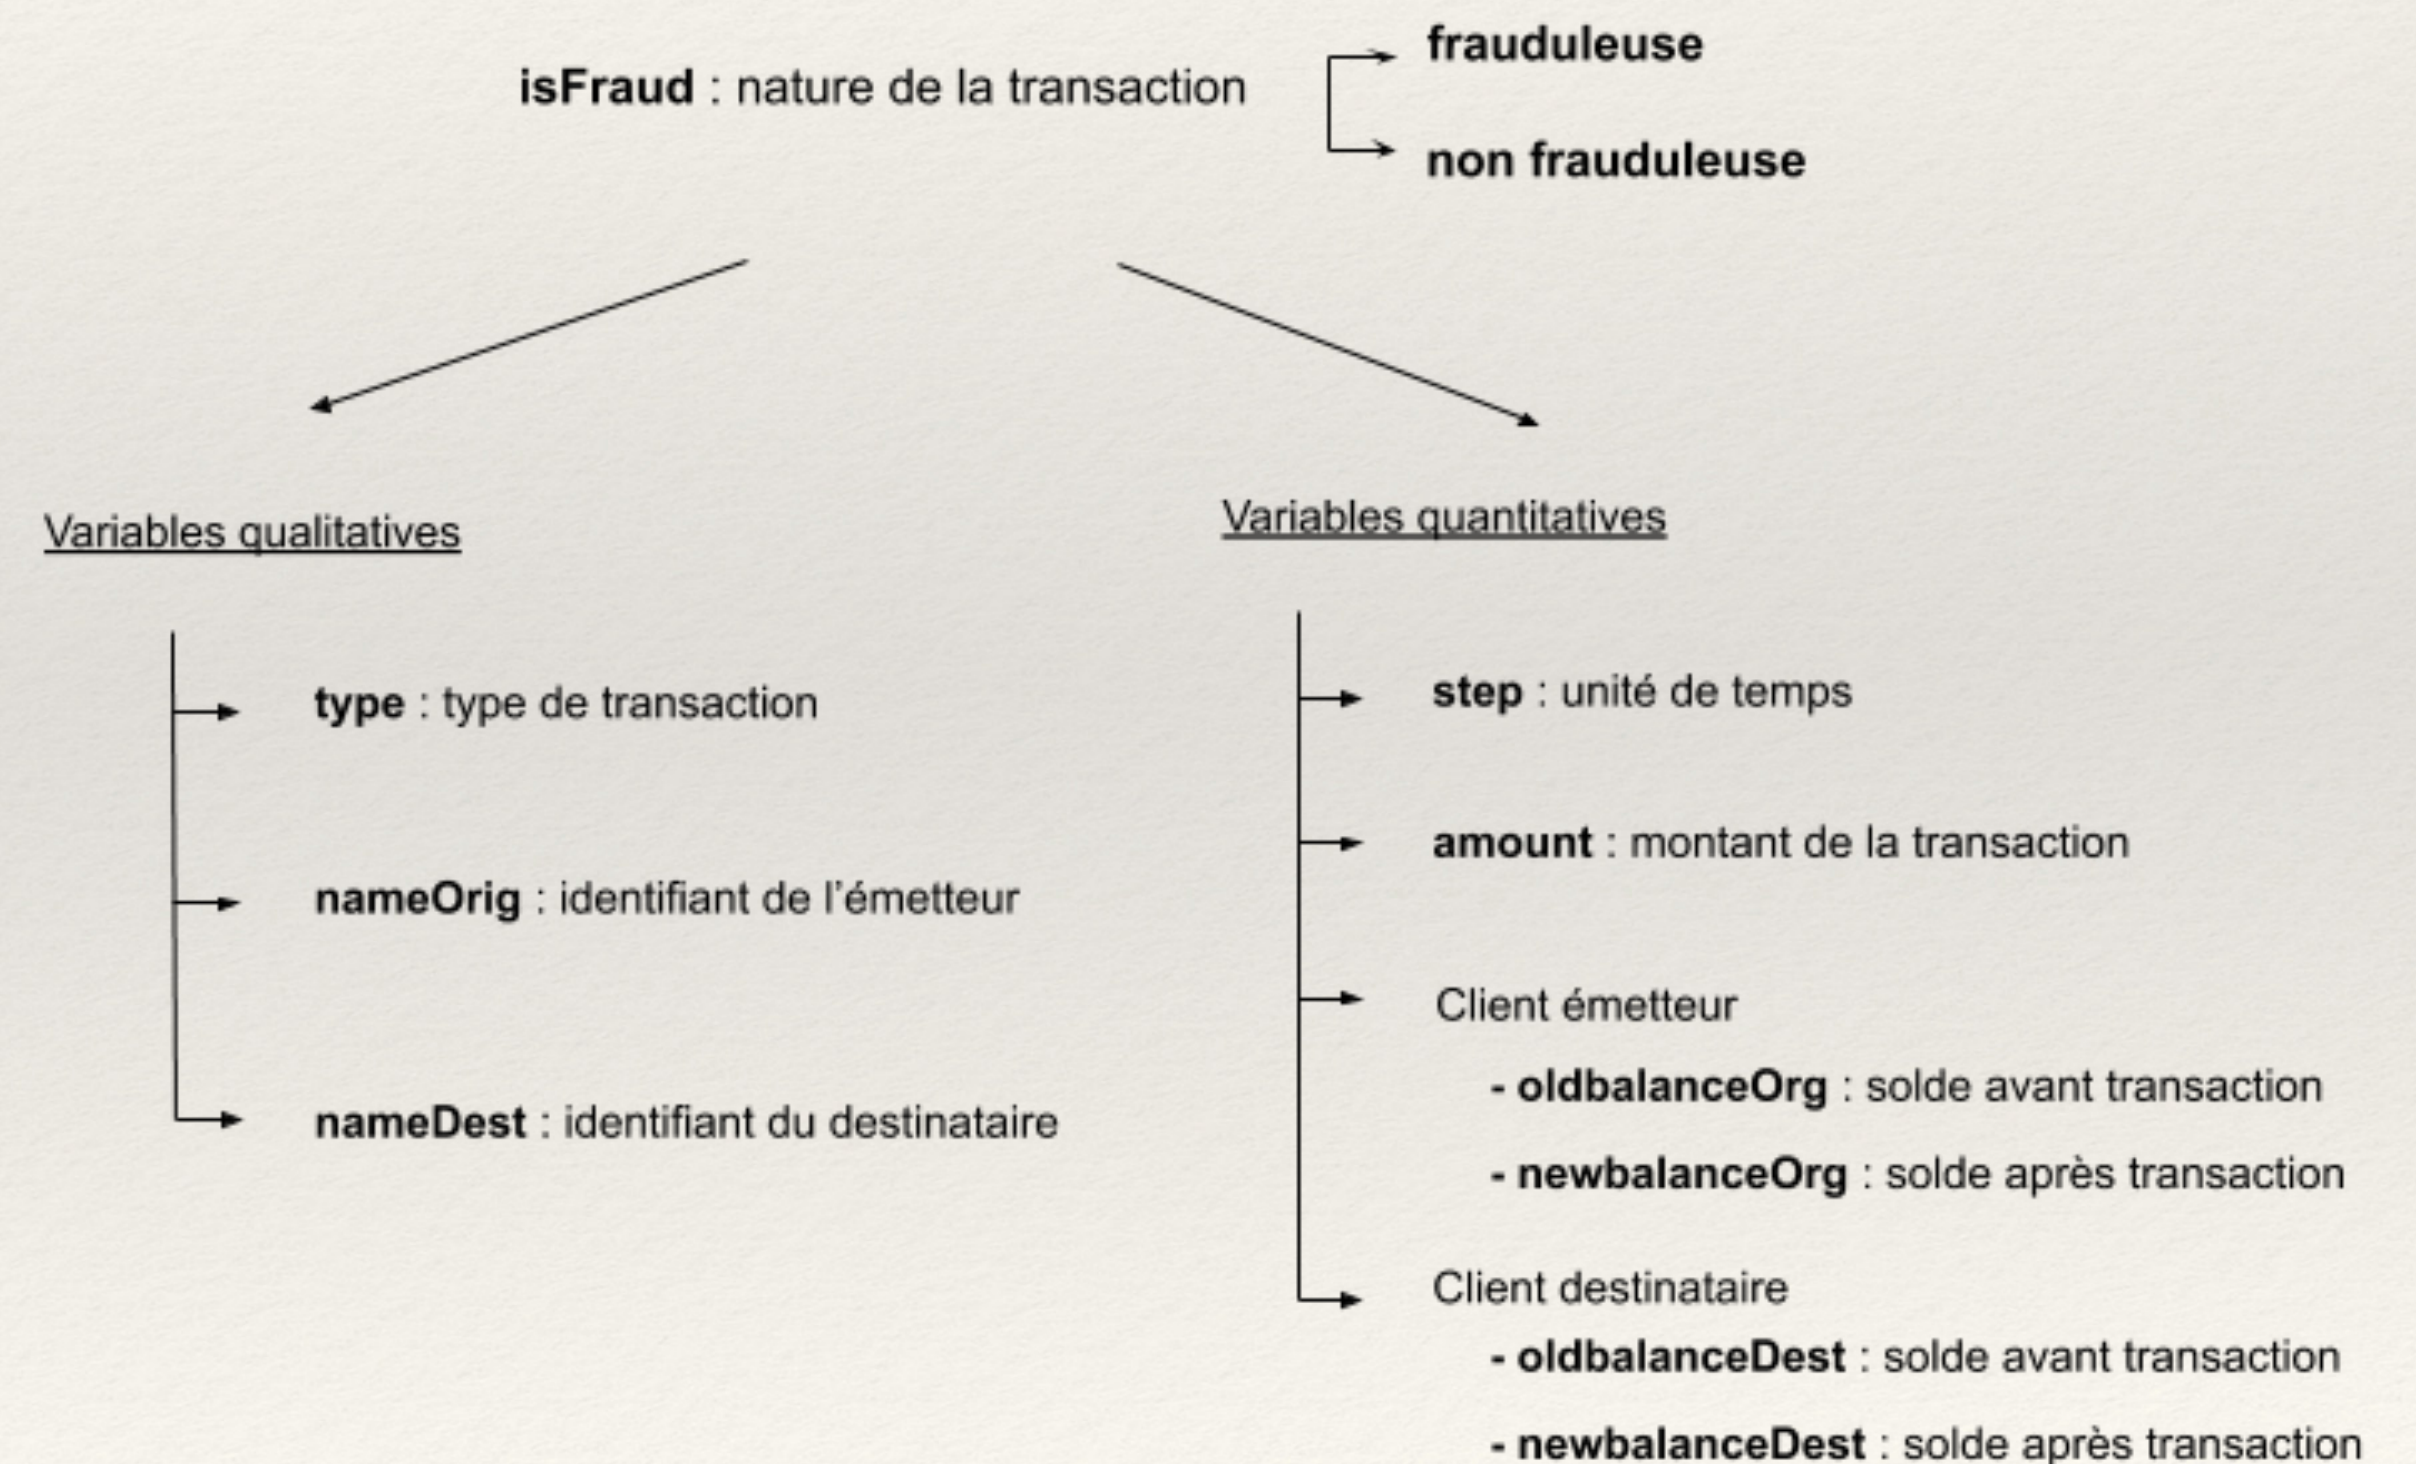 isFraud : nature de la transaction
frauduleuse
non frauduleuse
Variables qualitatives
type : type de transaction
nameOrig : identifiant de l’émetteur
nameDest : identifiant du destinataire
Variables quantitatives
step : unité de temps
amount : montant de la transaction
Client émetteur
- oldbalanceOrg : solde avant transaction
- newbalanceOrg : solde après transaction
Client destinataire
- oldbalanceDest : solde avant transaction
- newbalanceDest : solde après transaction